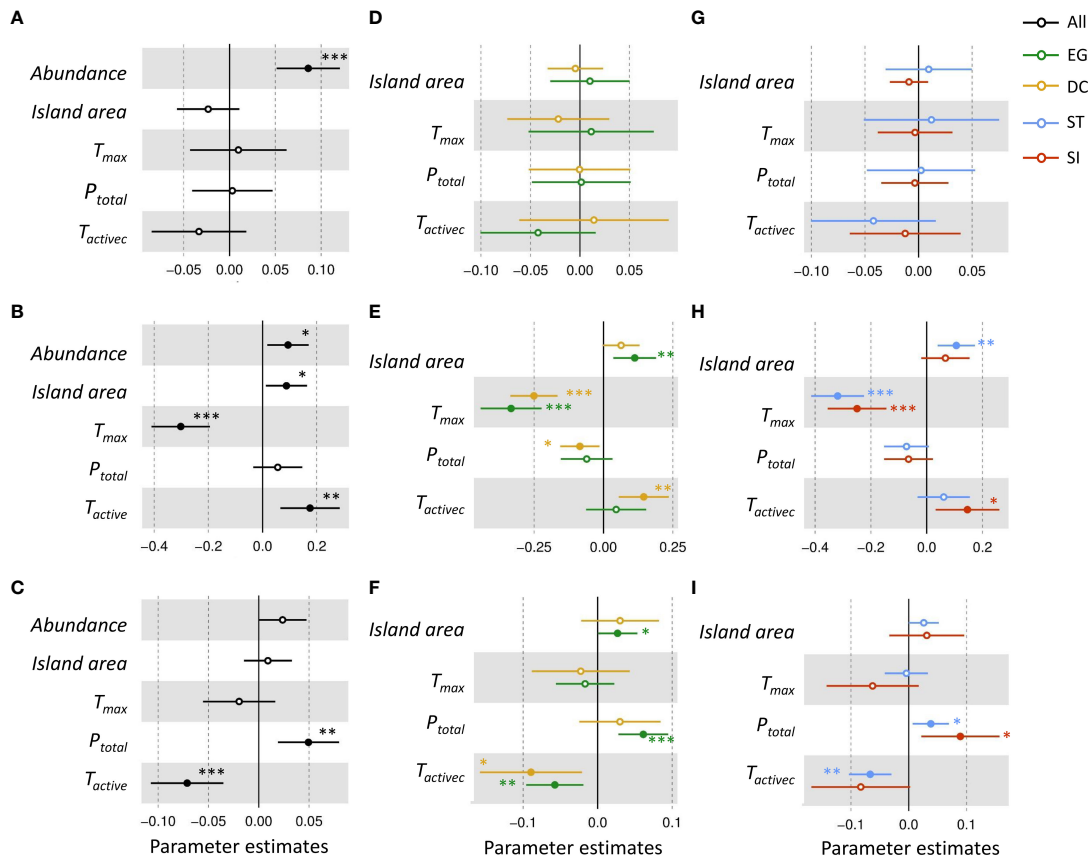 A
Abundance
***
Island area
Tmax
Ptotal
Tactivec
−0.05 0.00 0.05 0.10
B
Abundance
*
Island area
*
Tmax
***
Ptotal
Tactive
**
−0.4 −0.2 0.0 0.2
C
Abundance
Island area
Tmax
Ptotal
**
Tactive
***
−0.10 −0.05 0.00 0.05
Parameter estimates
D
Island area
Tmax
Ptotal
Tactivec
−0.10 −0.05 0.00 0.05
E
Island area
**
Tmax
***
***
Ptotal
*
Tactivec
**
−0.25 0.00 0.25
F
Island area
*
Tmax
Ptotal
***
Tactivec
*
**
−0.1 0.0 0.1
Parameter estimates
G
Island area
Tmax
Ptotal
Tactivec
−0.10 −0.05 0.00 0.05
H
Island area
**
Tmax
***
***
Ptotal
Tactivec
*
−0.4 −0.2 0.0 0.2
I
Island area
Tmax
Ptotal
*
*
Tactivec
**
−0.1 0.0 0.1
Parameter estimates
All
EG
DC
ST
SI